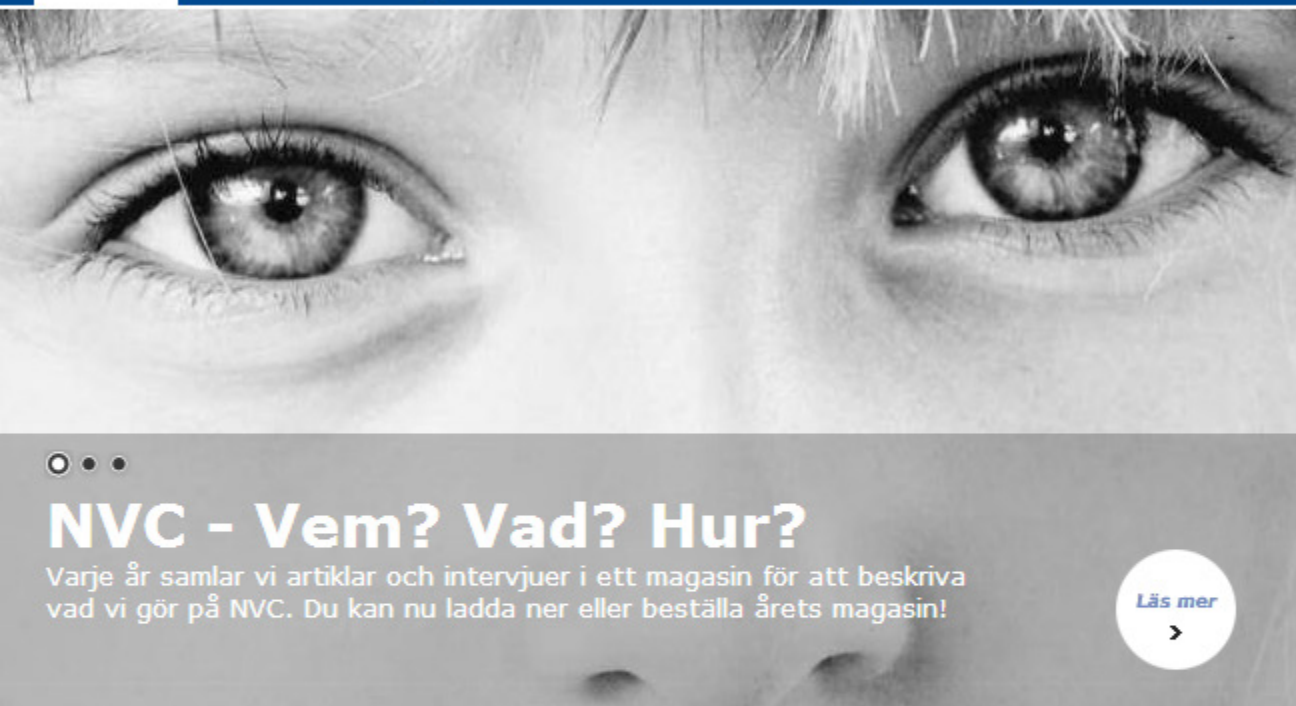 NVC - Vem? Vad? Hur?
Varje år samlar vi artiklar och intervjuer i ett magasin för att beskriva
vad vi gör på NVC. Du kan nu ladda ner eller beställa årets magasin!
Läs mer